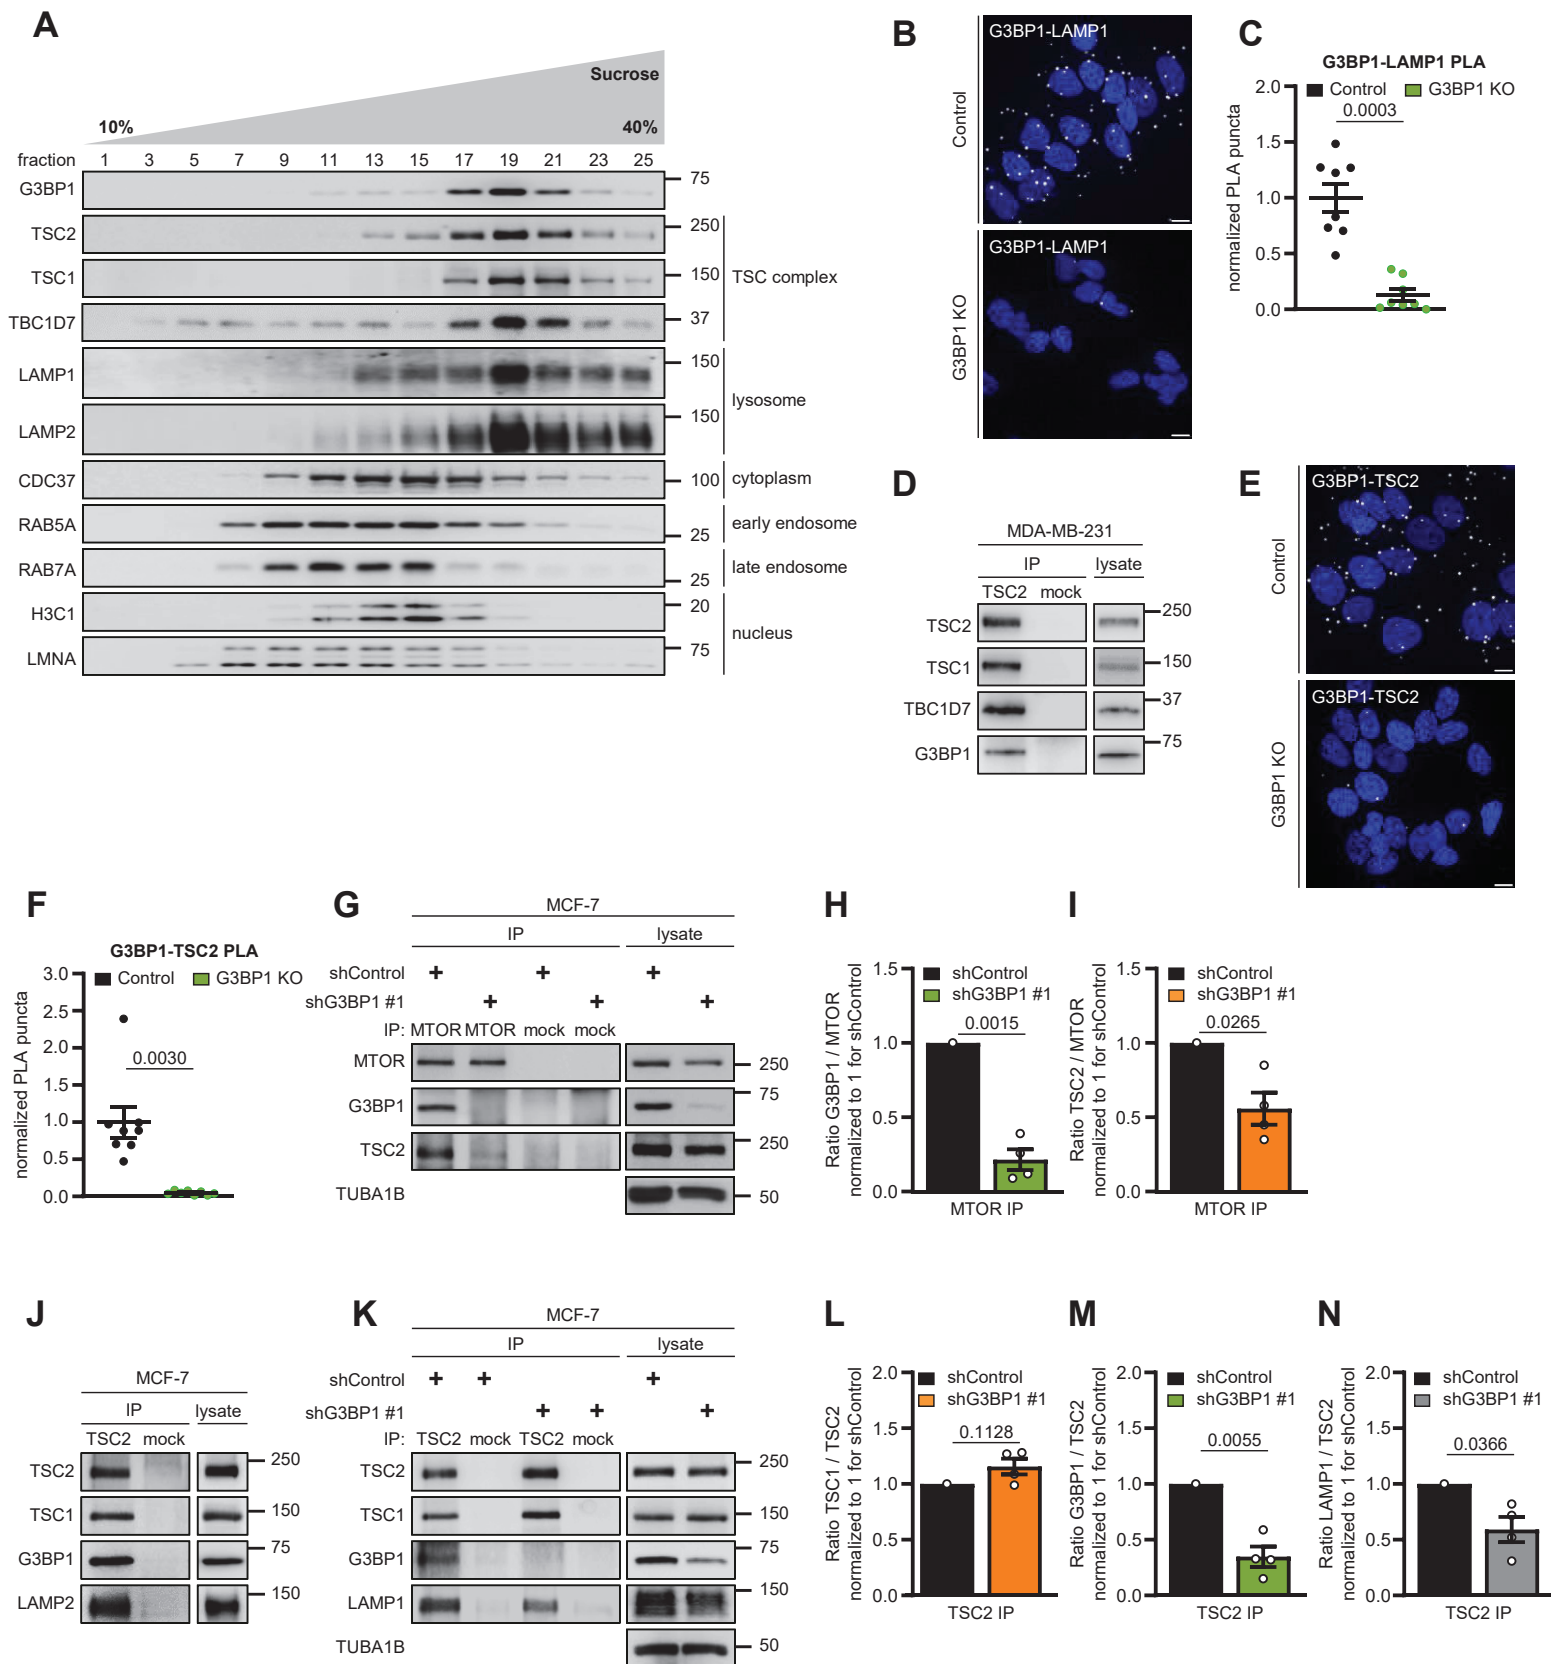 A
Sucrose
10%
40%
fraction 1 3 5 7 9 11 13 15 17 19 21 23 25
G3BP1 75
TSC2 250
TSC1 150
TSC complex
TBC1D7 37
LAMP1 150
lysosome
LAMP2 150
CDC37 100 cytoplasm
RAB5A 25 early endosome
RAB7A 25 late endosome
H3C1 20
nucleus
LMNA 75
B
G3BP1-LAMP1
Control
G3BP1-LAMP1
G3BP1 KO
C
G3BP1-LAMP1 PLA
Control G3BP1 KO
0.0003
normalized PLA puncta
2.0
1.5
1.0
0.5
0.0
D
MDA-MB-231
IP lysate
TSC2 mock
TSC2 250
TSC1 150
TBC1D7 37
G3BP1 75
E
G3BP1-TSC2
Control
G3BP1-TSC2
G3BP1 KO
F
G3BP1-TSC2 PLA
Control G3BP1 KO
0.0030
normalized PLA puncta
3.0
2.5
2.0
1.5
1.0
0.5
0.0
G
MCF-7
IP lysate
shControl + + +
shG3BP1 #1 + + +
IP: MTOR MTOR mock mock
MTOR 250
G3BP1 75
TSC2 250
TUBA1B 50
H
shControl
shG3BP1 #1
0.0015
Ratio G3BP1 / MTOR
normalized to 1 for shControl
1.5
1.0
0.5
0.0
MTOR IP
I
shControl
shG3BP1 #1
0.0265
Ratio TSC2 / MTOR
normalized to 1 for shControl
1.5
1.0
0.5
0.0
MTOR IP
J
MCF-7
IP lysate
TSC2 mock
TSC2 250
TSC1 150
G3BP1 75
LAMP2 150
K
MCF-7
IP lysate
shControl + + +
shG3BP1 #1 + + +
IP: TSC2 mock TSC2 mock
TSC2 250
TSC1 150
G3BP1 75
LAMP1 150
TUBA1B 50
L
shControl
shG3BP1 #1
0.1128
Ratio TSC1 / TSC2
normalized to 1 for shControl
2.0
1.5
1.0
0.5
0.0
TSC2 IP
M
shControl
shG3BP1 #1
0.0055
Ratio G3BP1 / TSC2
normalized to 1 for shControl
2.0
1.5
1.0
0.5
0.0
TSC2 IP
N
shControl
shG3BP1 #1
0.0366
Ratio LAMP1 / TSC2
normalized to 1 for shControl
2.0
1.5
1.0
0.5
0.0
TSC2 IP